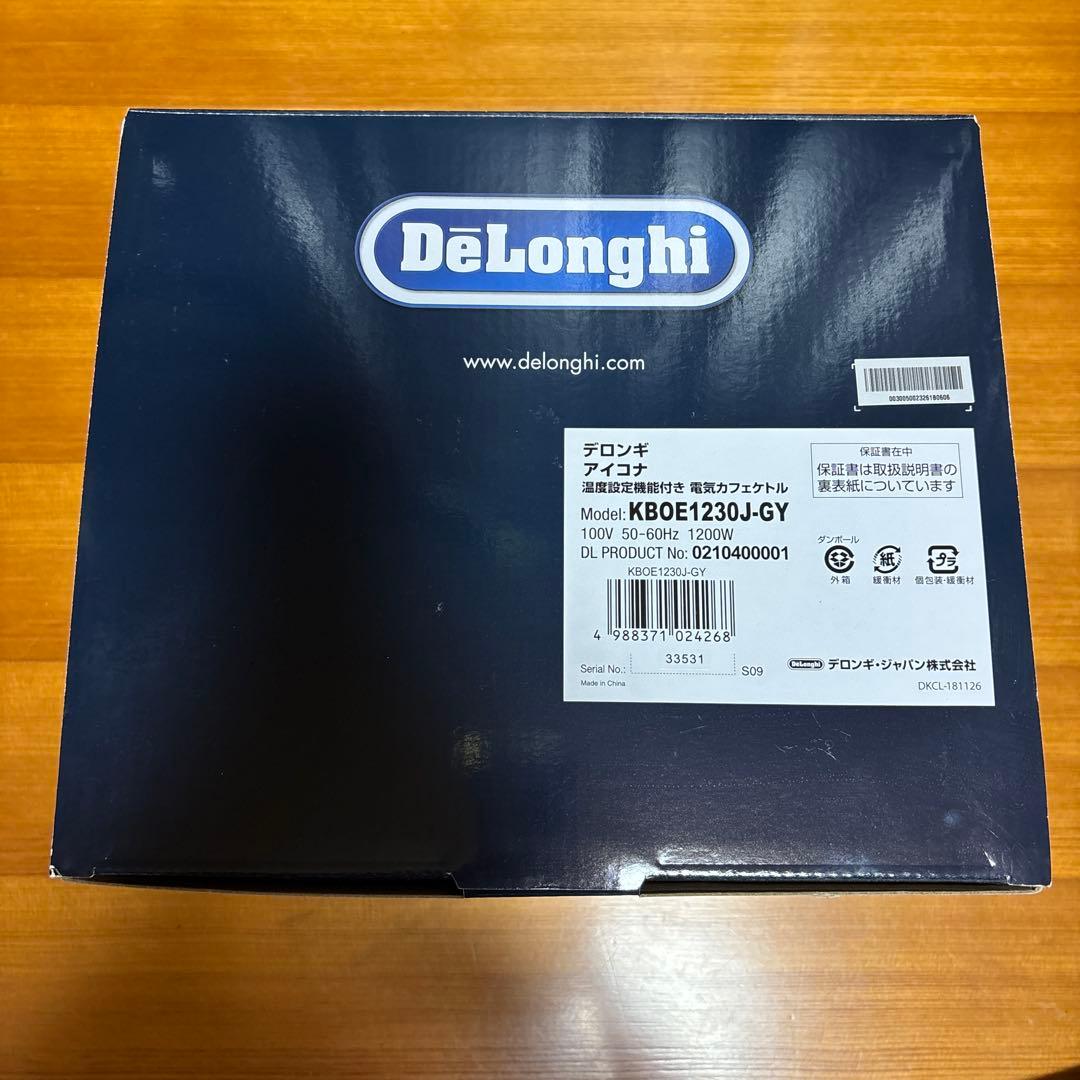 DēLonghi
www.delonghi.com
003005002326180606
デロンギ
アイコナ
温度設定機能付き 電気カフェケトル
Model: KBOE1230J-GY
100V 50-60Hz 1200W
DL PRODUCT No: 0210400001
KBOE1230J-GY
4 988371 024268
Serial No.: 33531 S09
Made in China
保証書在中
保証書は取扱説明書の
裏表紙についています
ダンボール
紙 プラ
外箱 緩衝材 個包装・緩衝材
DeLonghi デロンギ・ジャパン株式会社
DKCL-181126